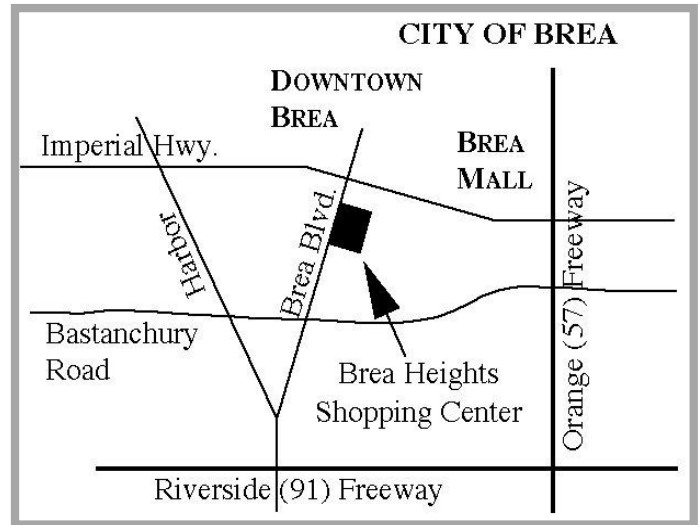 CITY OF BREA
DOWNTOWN
BREA
Imperial Hwy.
BREA
MALL
Harbor
Brea Blvd.
Orange (57) Freeway
Bastanchury
Road
Brea Heights
Shopping Center
Riverside (91) Freeway